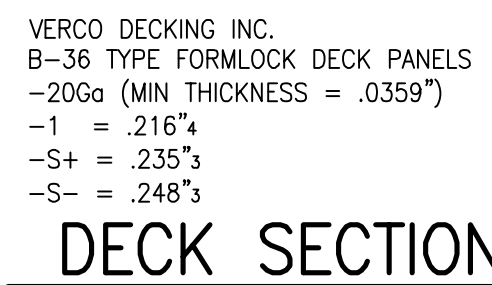 VERCO DECKING INC.
B-36 TYPE FORMLOCK DECK PANELS
-20Ga (MIN THICKNESS = .0359")
-1 = .216"4
-S+ = .235"3
-S- = .248"3
DECK SECTION